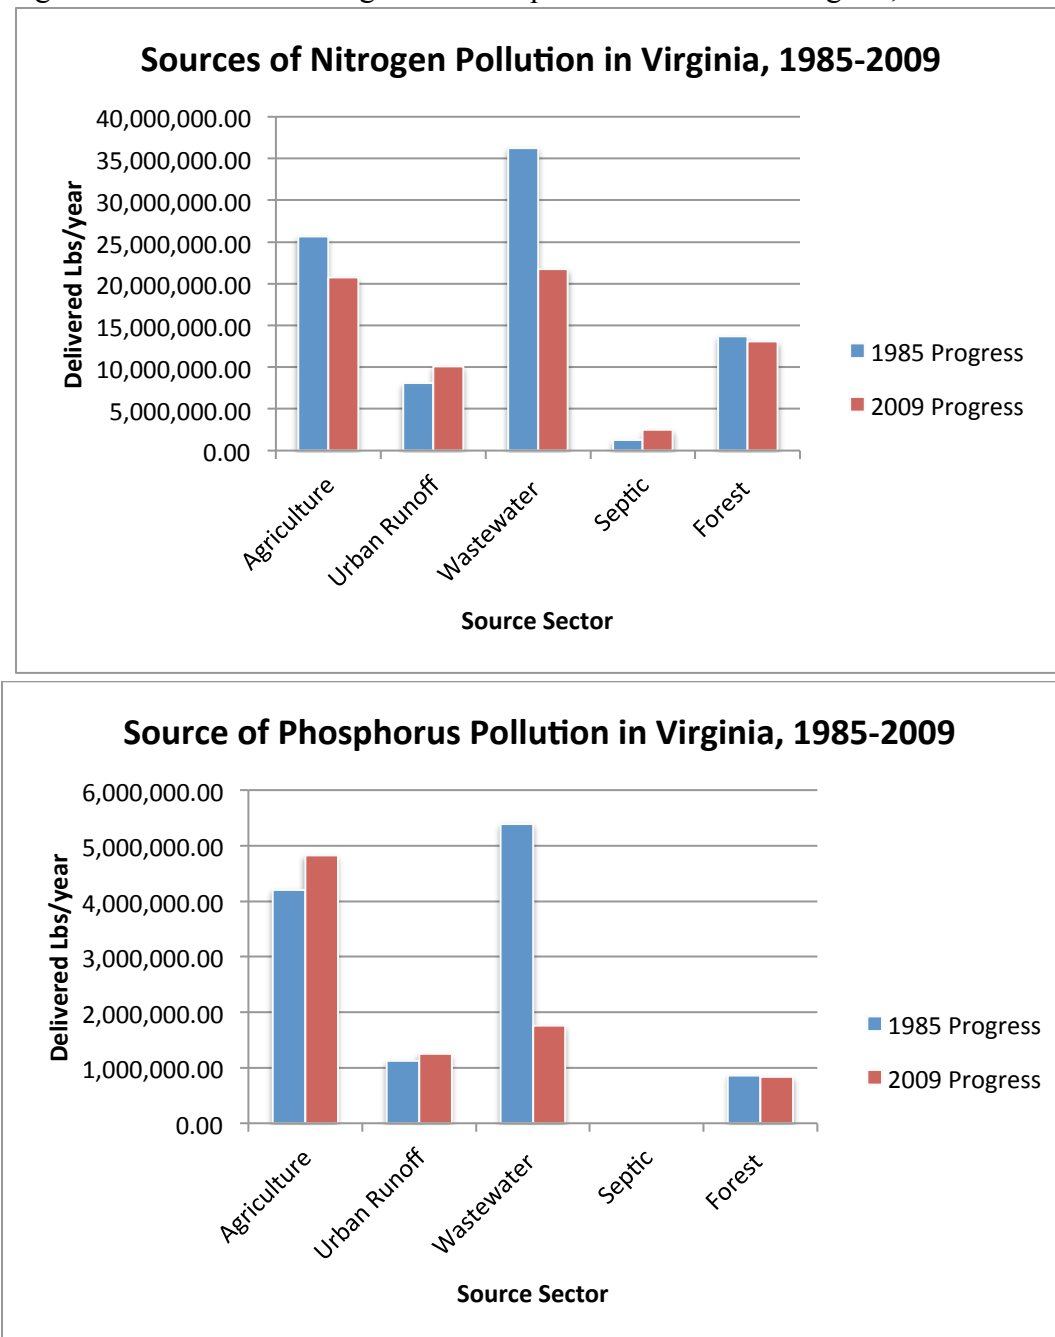 Sources of Nitrogen Pollution in Virginia, 1985-2009
40,000,000.00
35,000,000.00
30,000,000.00
25,000,000.00
20,000,000.00
15,000,000.00
10,000,000.00
5,000,000.00
0.00
Delivered Lbs/year
Agriculture
Urban Runoff
Wastewater
Septic
Forest
Source Sector
1985 Progress
2009 Progress
Source of Phosphorus Pollution in Virginia, 1985-2009
6,000,000.00
5,000,000.00
4,000,000.00
3,000,000.00
2,000,000.00
1,000,000.00
0.00
Delivered Lbs/year
Agriculture
Urban Runoff
Wastewater
Septic
Forest
Source Sector
1985 Progress
2009 Progress